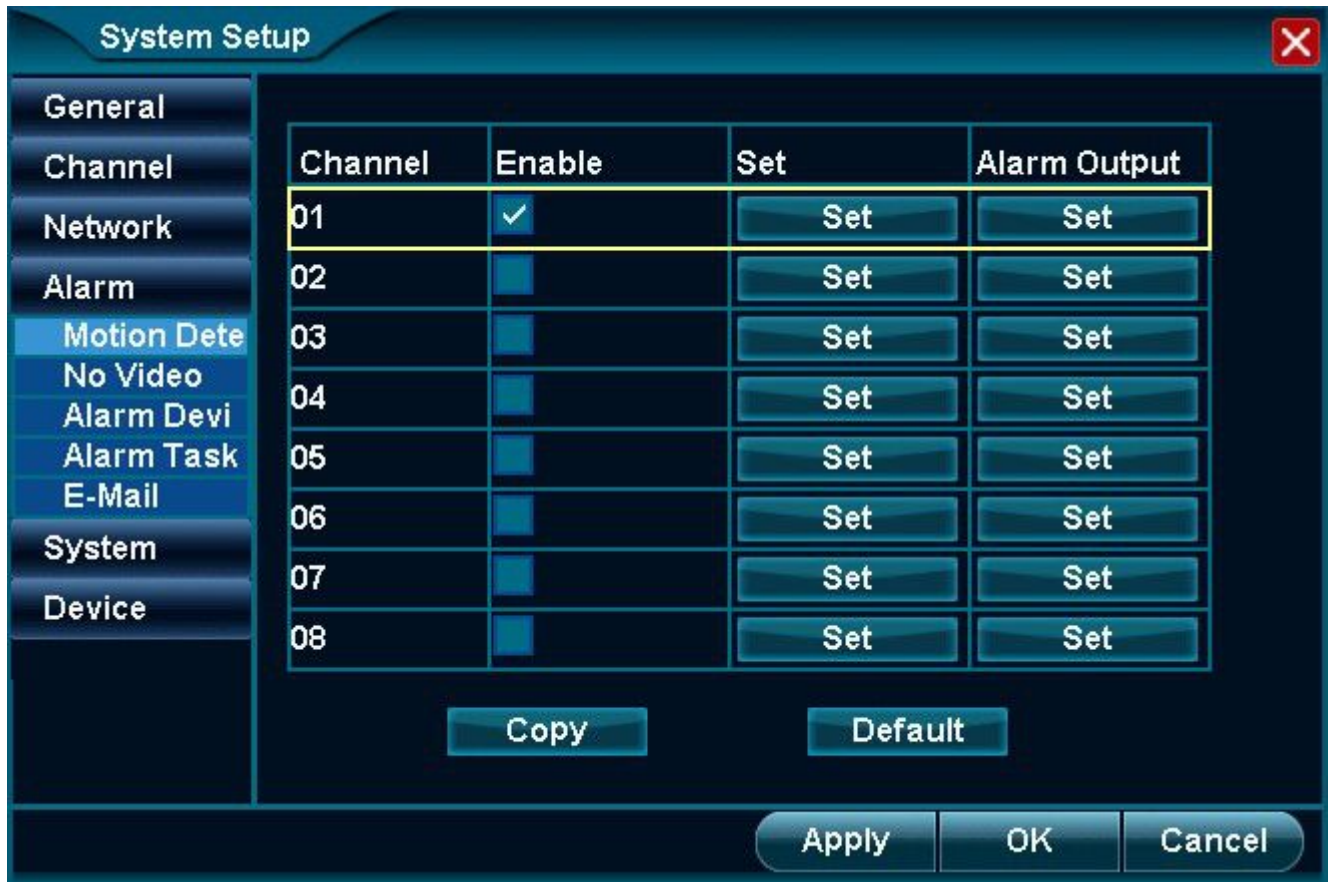 System Setup
General
Channel
Network
Alarm
Motion Dete
No Video
Alarm Devi
Alarm Task
E-Mail
System
Device
Channel Enable Set Alarm Output
01 Set Set
02 Set Set
03 Set Set
04 Set Set
05 Set Set
06 Set Set
07 Set Set
08 Set Set
Copy Default
Apply OK Cancel